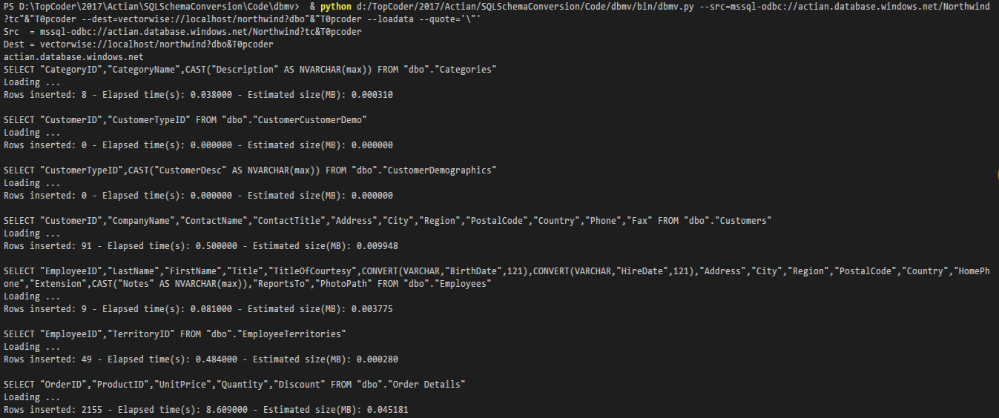 PS D:\TopCoder\2017\Actian\SQLSchemaConversion\Code\dbmv>  & python d:/TopCoder/2017/Actian/SQLSchemaConversion/Code/dbmv/bin/dbmv.py --src=mssql-odbc://actian.database.windows.net/Northwind
?tc"&"T0pcoder --dest=vectorwise://localhost/northwind?dbo"&"T0pcoder --loadata --quote='\"'
Src  = mssql-odbc://actian.database.windows.net/Northwind?tc&T0pcoder
Dest = vectorwise://localhost/northwind?dbo&T0pcoder
actian.database.windows.net
SELECT "CategoryID","CategoryName",CAST("Description" AS NVARCHAR(max)) FROM "dbo"."Categories"
Loading ...
Rows inserted: 8 - Elapsed time(s): 0.038000 - Estimated size(MB): 0.000310
SELECT "CustomerID","CustomerTypeID" FROM "dbo"."CustomerCustomerDemo"
Loading ...
Rows inserted: 0 - Elapsed time(s): 0.000000 - Estimated size(MB): 0.000000
SELECT "CustomerTypeID",CAST("CustomerDesc" AS NVARCHAR(max)) FROM "dbo"."CustomerDemographics"
Loading ...
Rows inserted: 0 - Elapsed time(s): 0.000000 - Estimated size(MB): 0.000000
SELECT "CustomerID","CompanyName","ContactName","ContactTitle","Address","City","Region","PostalCode","Country","Phone","Fax" FROM "dbo"."Customers"
Loading ...
Rows inserted: 91 - Elapsed time(s): 0.500000 - Estimated size(MB): 0.009948
SELECT "EmployeeID","LastName","FirstName","Title","TitleOfCourtesy",CONVERT(VARCHAR,"BirthDate",121),CONVERT(VARCHAR,"HireDate",121),"Address","City","Region","PostalCode","Country","HomePh
one","Extension",CAST("Notes" AS NVARCHAR(max)),"ReportsTo","PhotoPath" FROM "dbo"."Employees"
Loading ...
Rows inserted: 9 - Elapsed time(s): 0.081000 - Estimated size(MB): 0.003775
SELECT "EmployeeID","TerritoryID" FROM "dbo"."EmployeeTerritories"
Loading ...
Rows inserted: 49 - Elapsed time(s): 0.484000 - Estimated size(MB): 0.000280
SELECT "OrderID","ProductID","UnitPrice","Quantity","Discount" FROM "dbo"."Order Details"
Loading ...
Rows inserted: 2155 - Elapsed time(s): 8.609000 - Estimated size(MB): 0.045181